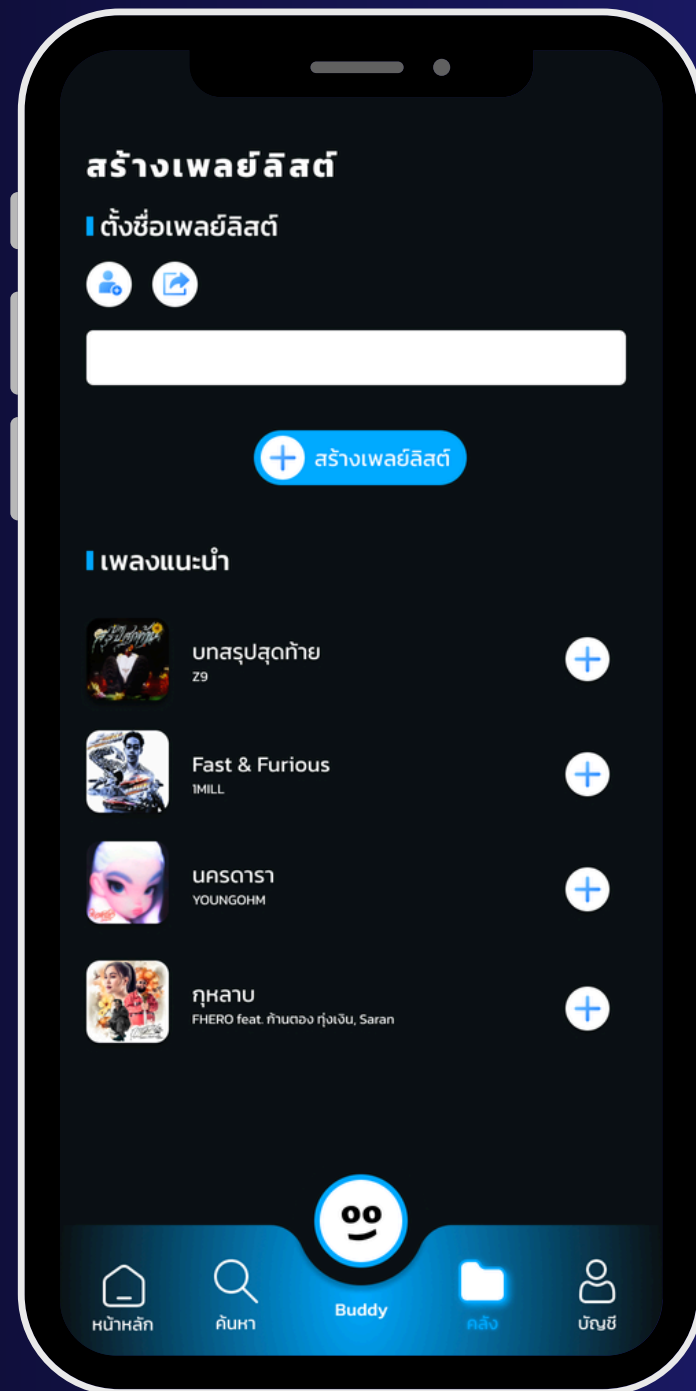 สร้างเพลย์ลิสต์
ตั้งชื่อเพลย์ลิสต์
สร้างเพลย์ลิสต์
เพลงแนะนำ
บทสรุปสุดท้าย
Z9
Fast & Furious
1MILL
นครดารา
YOUNGOHM
กุหลาบ
FHERO feat. ก้านตอง ทุ่งเงิน, Saran
หน้าหลัก
ค้นหา
Buddy
คลัง
บัญชี